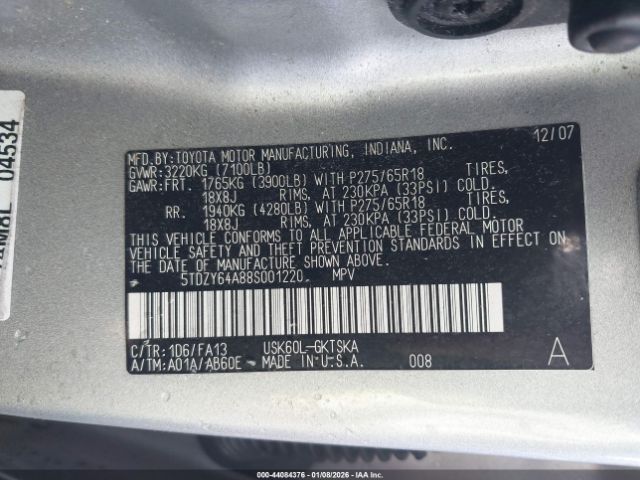 MFD. BY: TOYOTA MOTOR MANUFACTURING, INDIANA, INC. 12/07
GVWR: 3220KG (7100LB)
GAWR: FRT. 1765KG (3900LB) WITH P275/65R18 TIRES,
18X8J RIMS, AT 230KPA (33PSI) COLD.
RR. 1940KG (4280LB) WITH P275/65R18 TIRES,
18X8J RIMS, AT 230KPA (33PSI) COLD.
THIS VEHICLE CONFORMS TO ALL APPLICABLE FEDERAL MOTOR
VEHICLE SAFETY AND THEFT PREVENTION STANDARDS IN EFFECT
ON THE DATE OF MANUFACTURE SHOWN ABOVE.
5TDZY64A88S001220 MPV
C/TR: 1D6/FA13 USK60L-GKTSKA
A/TM: A01A/AB60E MADE IN U.S.A. 008 A
04534
000-44084376 | 01/08/2026 - IAA Inc.